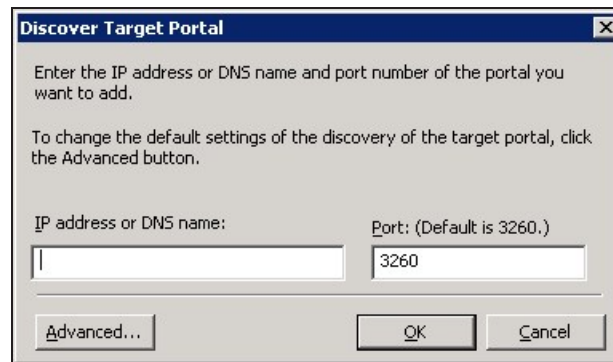 Discover Target Portal
Enter the IP address or DNS name and port number of the portal you
want to add.
To change the default settings of the discovery of the target portal, click
the Advanced button.
IP address or DNS name:
Port: (Default is 3260.)
3260
Advanced...
OK
Cancel